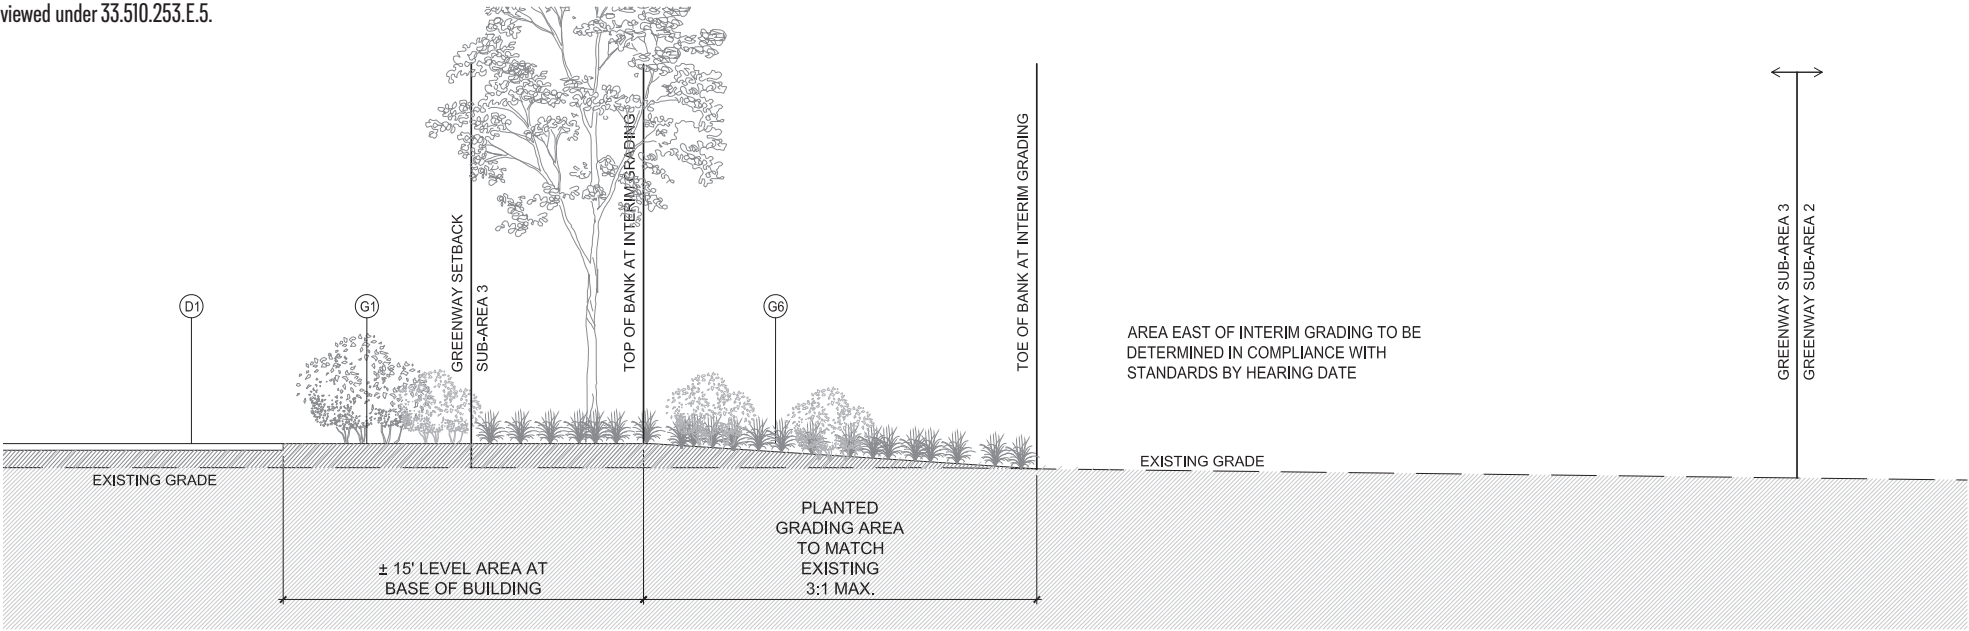 viewed under 33.510.253.E.5.
D1
G1
GREENWAY SETBACK
SUB-AREA 3
TOP OF BANK AT INTERIM GRADING
G6
TOE OF BANK AT INTERIM GRADING
AREA EAST OF INTERIM GRADING TO BE
DETERMINED IN COMPLIANCE WITH
STANDARDS BY HEARING DATE
GREENWAY SUB-AREA 3
GREENWAY SUB-AREA 2
EXISTING GRADE
EXISTING GRADE
± 15' LEVEL AREA AT
BASE OF BUILDING
PLANTED
GRADING AREA
TO MATCH
EXISTING
3:1 MAX.